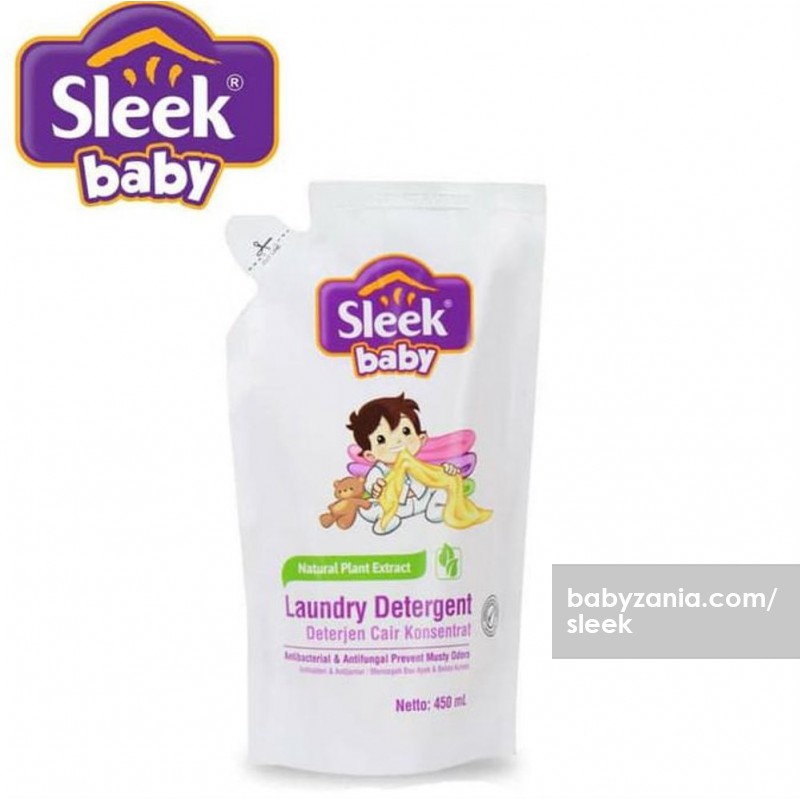 Sleek®
baby
Sleek®
baby
Natural Plant Extract
Laundry Detergent
Deterjen Cair Konsentrat
Antibacterial & Antifungal Prevent Musty Odors
Netto: 450 mL
babyzania.com/
sleek